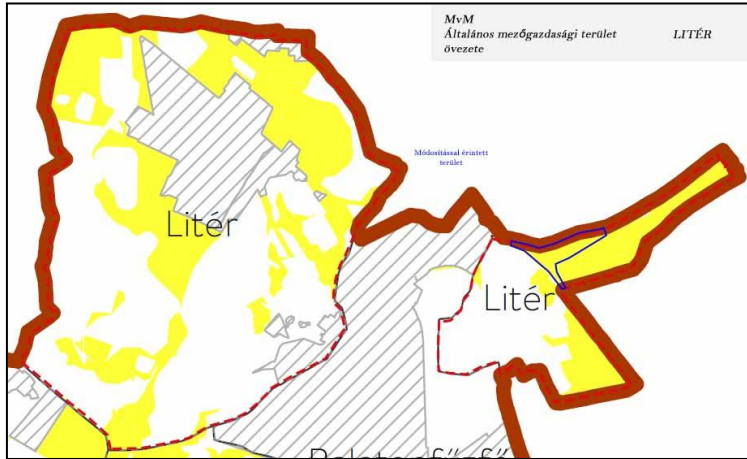 MvM
Általános mezőgazdasági terület LITÉR
övezete
Módosítással érintett
terület
Litér
Litér